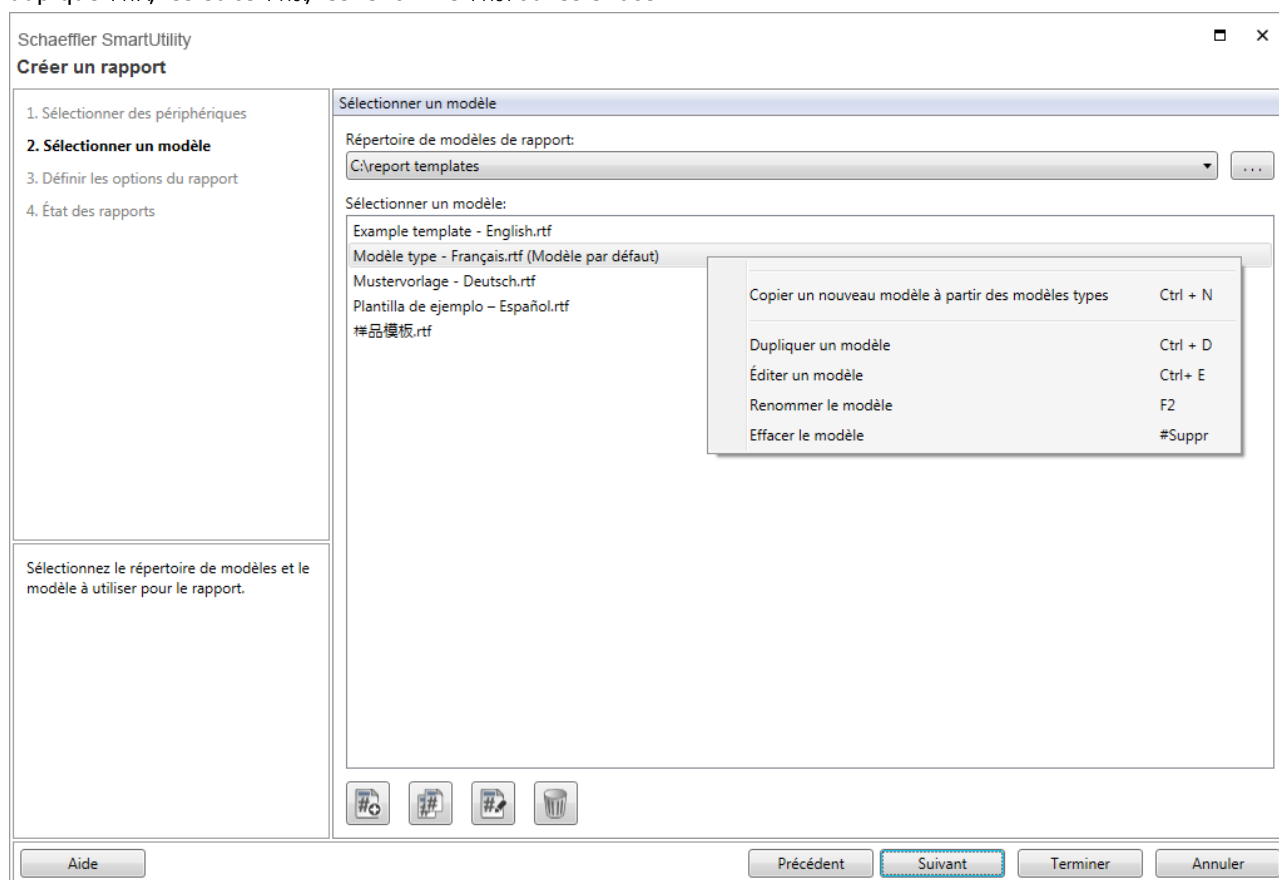 Schaeffler SmartUtility
Créer un rapport
1. Sélectionner des périphériques
2. Sélectionner un modèle
3. Définir les options du rapport
4. État des rapports
Sélectionnez le répertoire de modèles et le
modèle à utiliser pour le rapport.
Sélectionner un modèle
Répertoire de modèles de rapport:
C:\report templates
...
Sélectionner un modèle:
Example template - English.rtf
Modèle type - Français.rtf (Modèle par défaut)
Mustervorlage - Deutsch.rtf
Plantilla de ejemplo – Español.rtf
样品模板.rtf
Copier un nouveau modèle à partir des modèles types Ctrl + N
Dupliquer un modèle Ctrl + D
Éditer un modèle Ctrl+ E
Renommer le modèle F2
Effacer le modèle #Suppr
Aide
Précédent
Suivant
Terminer
Annuler